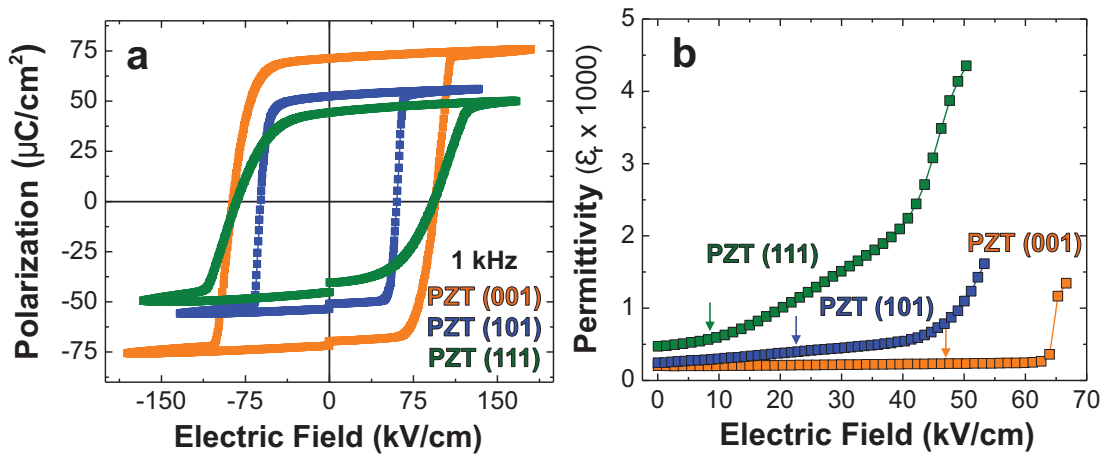 a
Polarization (µC/cm²)
75
50
25
0
-25
-50
-75
1 kHz
PZT (001)
PZT (101)
PZT (111)
-150 -75 0 75 150
Electric Field (kV/cm)
b
Permittivity (Ɛᵣ x 1000)
5
4
3
2
1
0
PZT (111)
PZT (101)
PZT (001)
0 10 20 30 40 50 60 70
Electric Field (kV/cm)